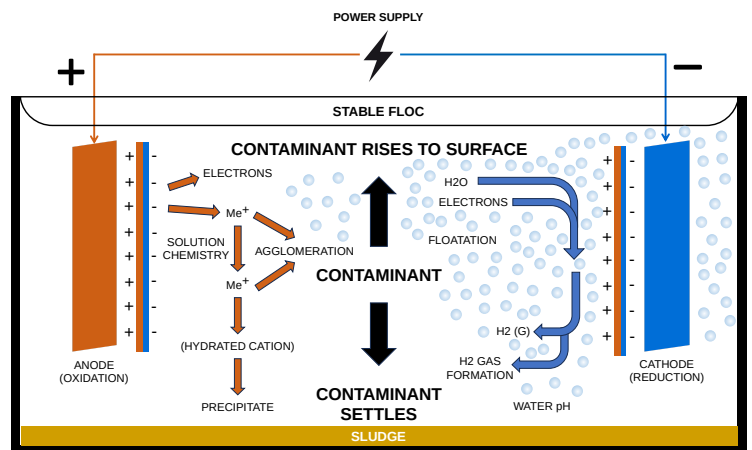 POWER SUPPLY
+
−
STABLE FLOC
CONTAMINANT RISES TO SURFACE
ELECTRONS
Me+
SOLUTION
CHEMISTRY
AGGLOMERATION
Me+
(HYDRATED CATION)
PRECIPITATE
ANODE
(OXIDATION)
+ -
+ -
+ -
+ -
+ -
+ -
+ -
+ -
CONTAMINANT
CONTAMINANT
SETTLES
H2O
ELECTRONS
FLOATATION
H2 (G)
H2 GAS
FORMATION
WATER pH
+ -
+ -
+ -
+ -
+ -
+ -
+ -
+ -
CATHODE
(REDUCTION)
SLUDGE